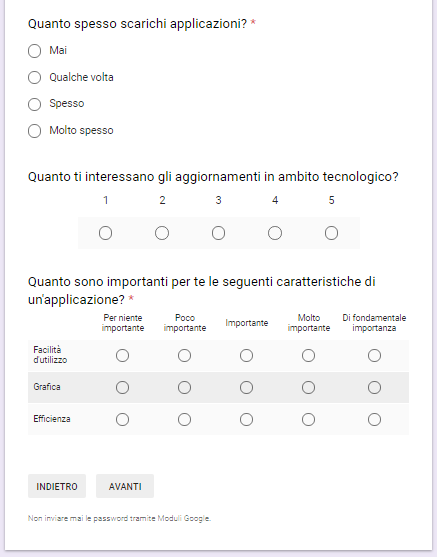 Quanto spesso scarichi applicazioni? *
Mai
Qualche volta
Spesso
Molto spesso
Quanto ti interessano gli aggiornamenti in ambito tecnologico?
1 2 3 4 5
Quanto sono importanti per te le seguenti caratteristiche di
un'applicazione? *
Per niente importante Poco importante Importante Molto importante Di fondamentale importanza
Facilità
d'utilizzo
Grafica
Efficienza
INDIETRO AVANTI
Non inviare mai le password tramite Moduli Google.